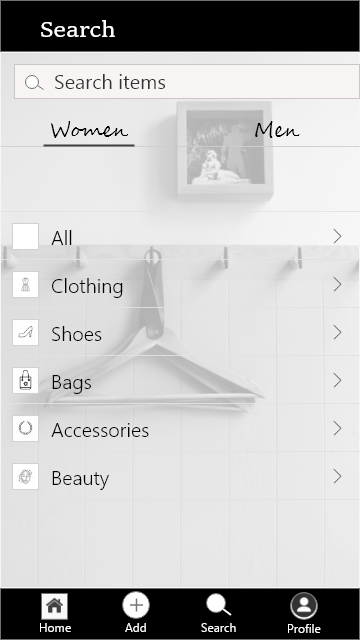 Search
Search items
Women Men
All
Clothing
Shoes
Bags
Accessories
Beauty
Home Add Search Profile